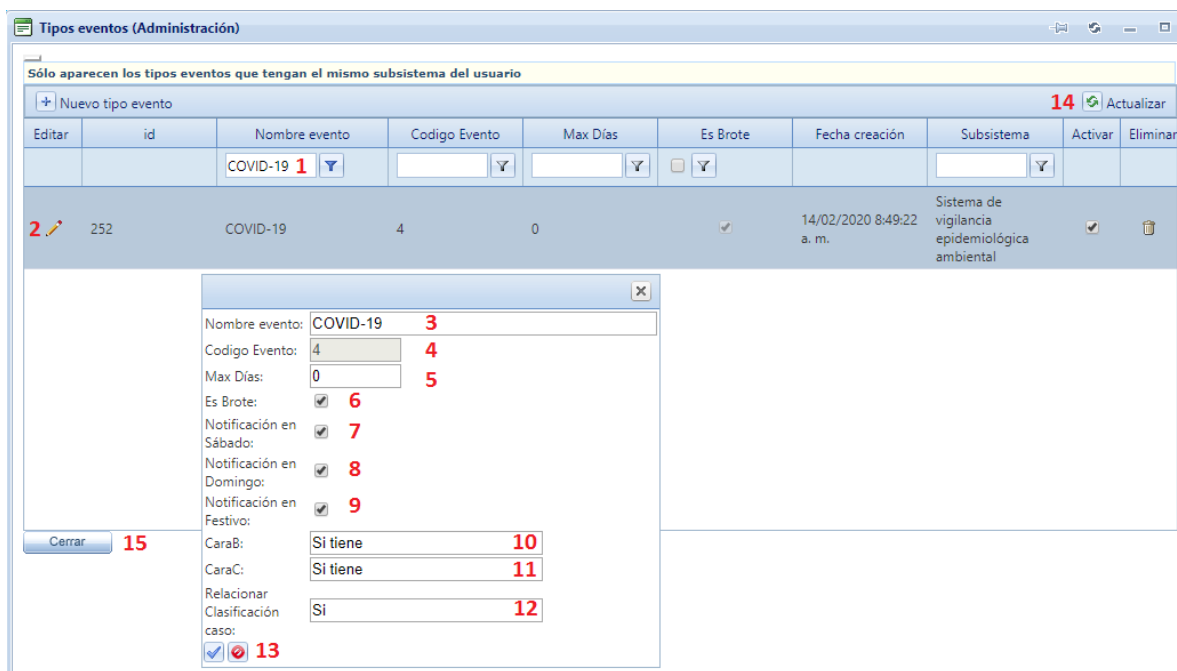 Tipos eventos (Administración)
Sólo aparecen los tipos eventos que tengan el mismo subsistema del usuario
Nuevo tipo evento 14 Actualizar
Editar id Nombre evento Codigo Evento Max Días Es Brote Fecha creación Subsistema Activar Eliminar
COVID-19 1
2 252 COVID-19 4 0 14/02/2020 8:49:22 a. m. Sistema de vigilancia epidemiológica ambiental
Nombre evento: COVID-19 3
Codigo Evento: 4 4
Max Días: 0 5
Es Brote: 6
Notificación en Sábado: 7
Notificación en Domingo: 8
Notificación en Festivo: 9
Cerrar 15
CaraB: Si tiene 10
CaraC: Si tiene 11
Relacionar Clasificación caso: Si 12
13